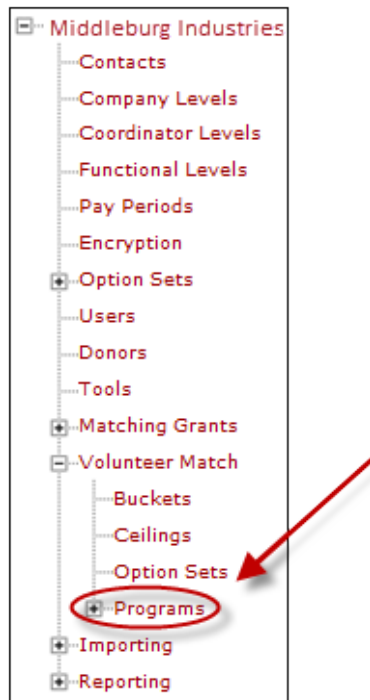 Middleburg Industries
Contacts
Company Levels
Coordinator Levels
Functional Levels
Pay Periods
Encryption
Option Sets
Users
Donors
Tools
Matching Grants
Volunteer Match
Buckets
Ceilings
Option Sets
Programs
Importing
Reporting